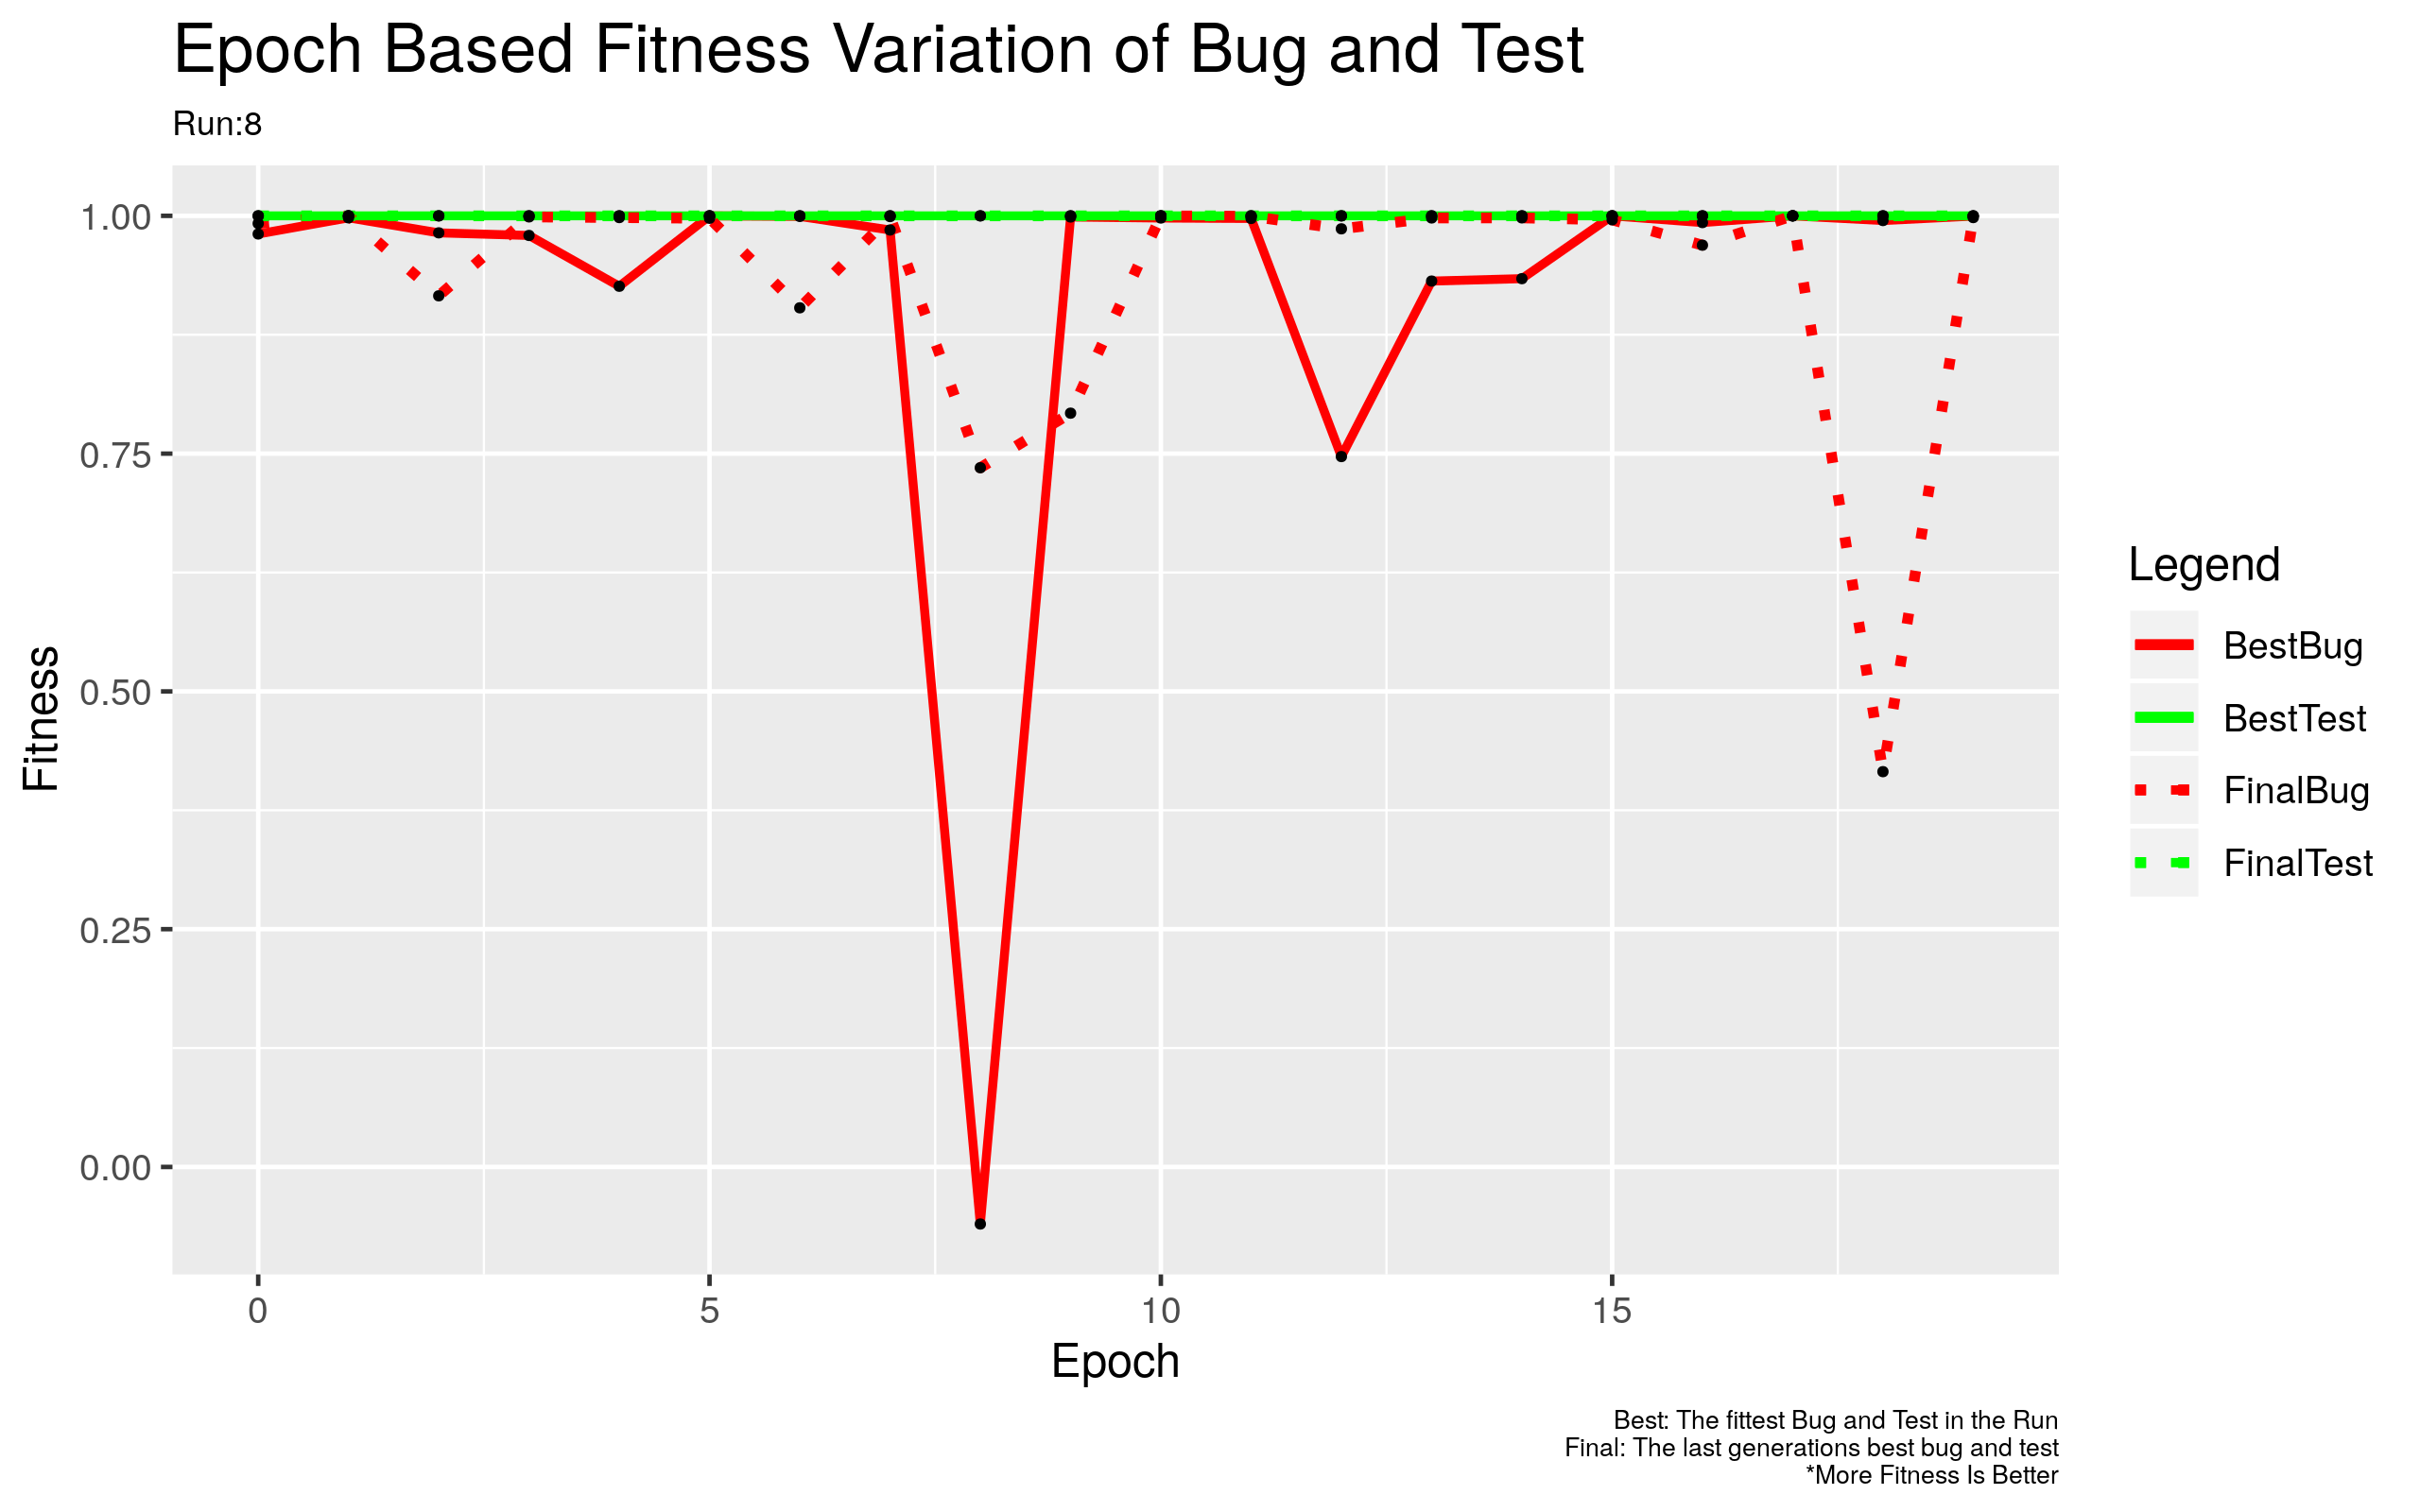 Epoch Based Fitness Variation of Bug and Test
Run:8
1.00
0.75
0.50
0.25
0.00
Fitness
0
5
10
15
Epoch
Legend
BestBug
BestTest
FinalBug
FinalTest
Best: The fittest Bug and Test in the Run
Final: The last generations best bug and test
*More Fitness Is Better